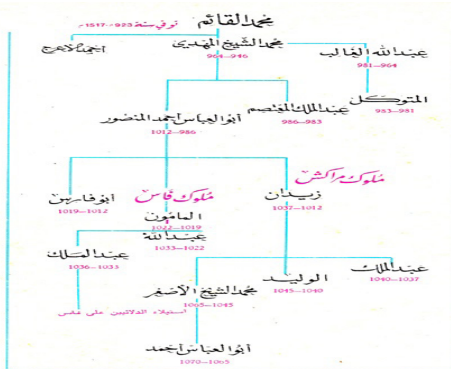 محمد القائم توفي سنة 923-1517م
أحمد الأعرج
محمد الشيخ المهدي
964-946
عبد الله الغالب
981-964
المتوكل
983-981
عبد الملك المعتصم
986-983
أبو العباس أحمد المنصور
1012-986
ملوك مراكش
ملوك فاس
أبو فارس
1019-1012
المامون
1022-1019
زيدان
1037-1012
عبد الله
1033-1022
عبد الملك
1036-1033
الوليد
1045-1040
عبد الملك
1040-1037
محمد الشيخ الأصغر
1065-1045
استيلاء الدلائيين على فاس
أبو العباس أحمد
1070-1065